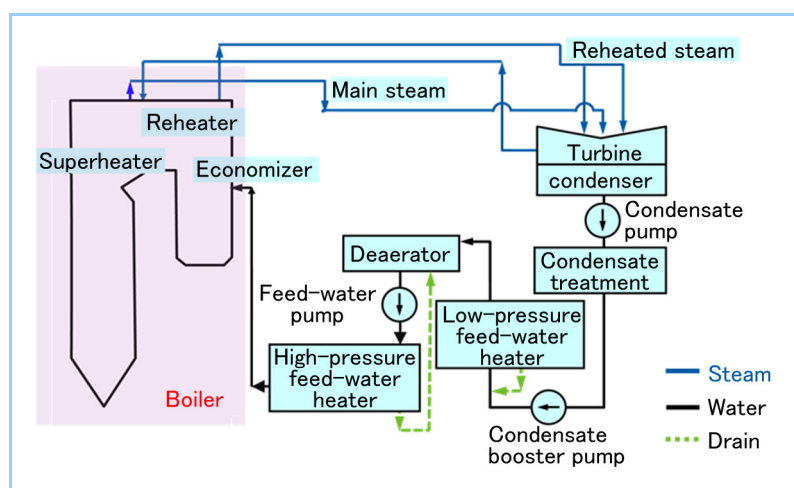 Reheated steam
Main steam
Reheater
Superheater
Economizer
Turbine
condenser
Condensate
pump
Condensate
treatment
Deaerator
Feed-water
pump
Low-pressure
feed-water
heater
High-pressure
feed-water
heater
Boiler
Condensate
booster pump
Steam
Water
Drain